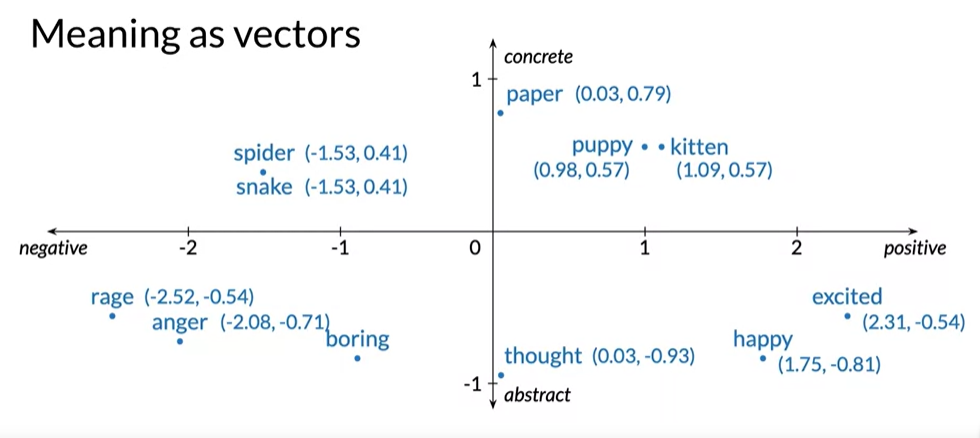 Meaning as vectors
concrete
1
paper (0.03, 0.79)
spider (-1.53, 0.41)
puppy kitten
(0.98, 0.57) (1.09, 0.57)
snake (-1.53, 0.41)
negative -2 -1 0 1 2 positive
rage (-2.52, -0.54)
excited
anger (-2.08, -0.71)
(2.31, -0.54)
boring
happy
thought (0.03, -0.93)
(1.75, -0.81)
-1
abstract